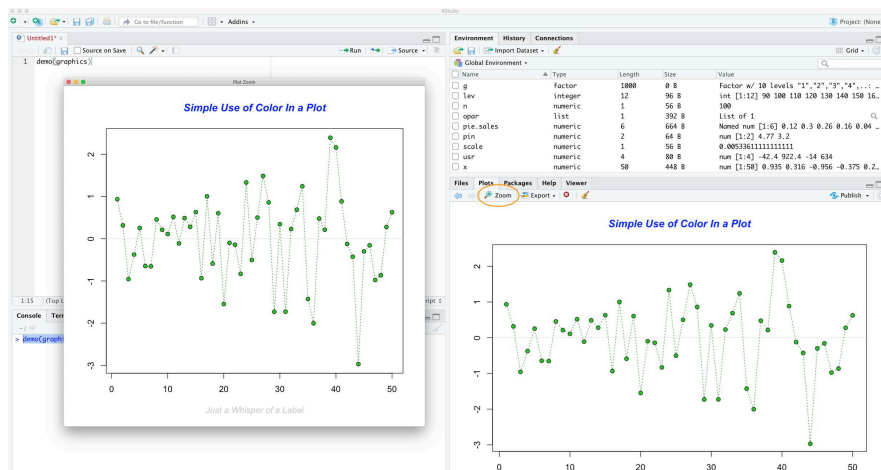 RStudio
Go to file/function
Addins
Project: (None
Untitled1*
Source on Save
Run
Source
1 demo(graphics)
Plot Zoom
Simple Use of Color In a Plot
2
1
0
-1
-2
-3
0 10 20 30 40 50
Just a Whisper of a Label
1:15 (Top L
ript
Console Terr
~/
> demo(graph
Environment History Connections
Import Dataset
Grid
Global Environment
Name Type Length Size Value
g factor 1000 0 B Factor w/ 10 levels "1","2","3","4",..: …
lev integer 12 96 B int [1:12] 90 100 110 120 130 140 150 16…
n numeric 1 56 B 100
opar list 1 392 B List of 1
pie.sales numeric 6 664 B Named num [1:6] 0.12 0.3 0.26 0.16 0.04 …
pin numeric 2 64 B num [1:2] 4.77 3.2
scale numeric 1 56 B 0.00533611111111111
usr numeric 4 80 B num [1:4] -42.4 922.4 -14 634
x numeric 50 448 B num [1:50] 0.935 0.316 -0.956 -0.375 0.2…
Files Plots Packages Help Viewer
Zoom Export Publish
Simple Use of Color In a Plot
2
1
0
-1
-2
-3
0 10 20 30 40 50